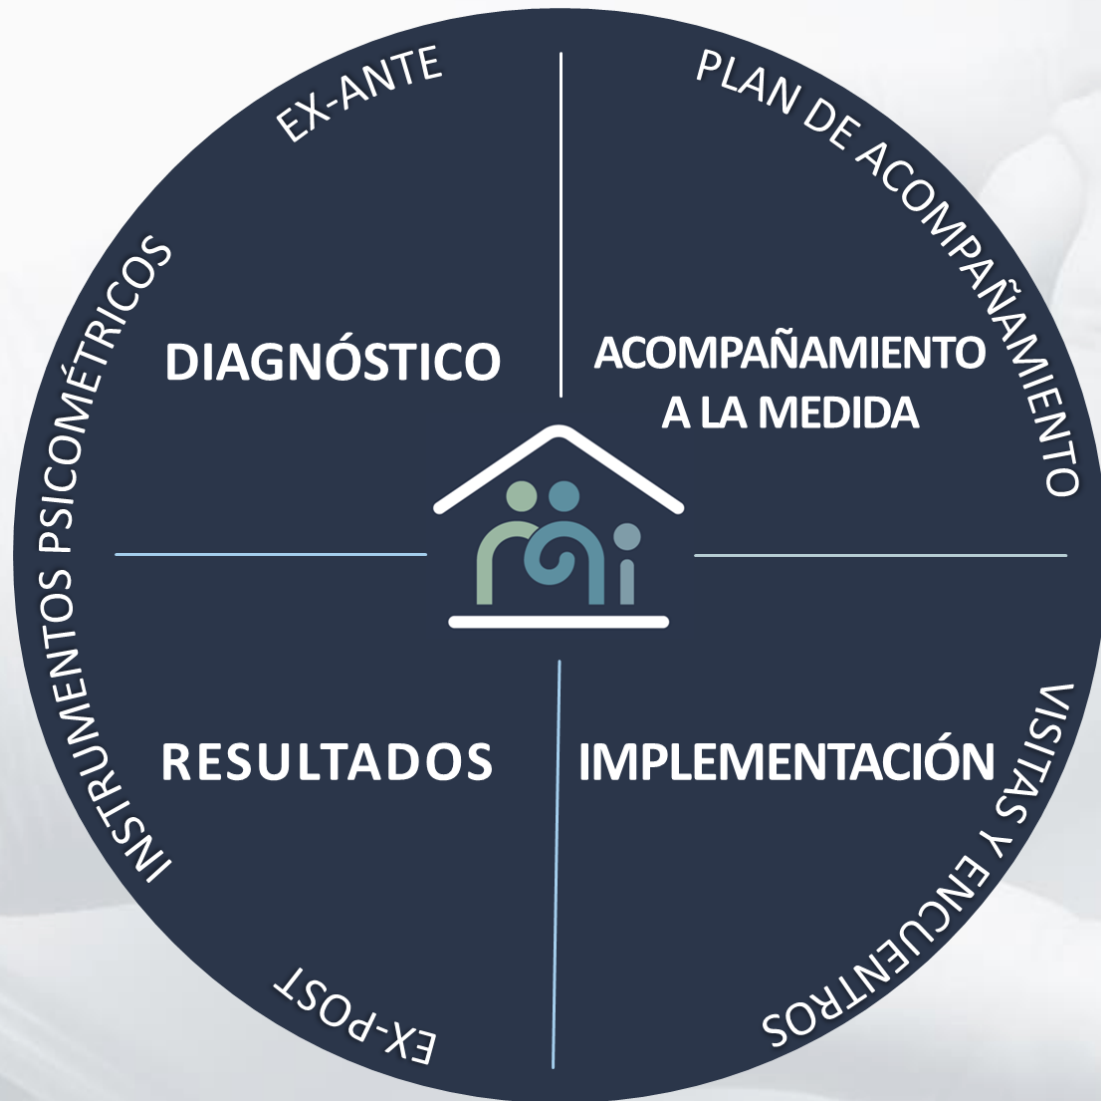 EX-ANTE
PLAN DE ACOMPAÑAMIENTO
INSTRUMENTOS PSICOMÉTRICOS
DIAGNÓSTICO
ACOMPAÑAMIENTO
A LA MEDIDA
RESULTADOS
IMPLEMENTACIÓN
VISITAS Y ENCUENTROS
EX-POST